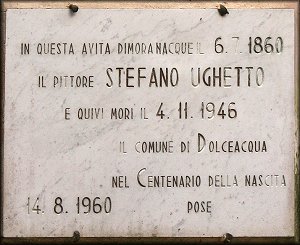 IN QUESTA AVITA DIMORA NACQUE IL 6.7.1860
IL PITTORE STEFANO UGHETTO
E QUIVI MORÌ IL 4.11.1946
IL COMUNE DI DOLCEACQUA
NEL CENTENARIO DELLA NASCITA
14.8.1960 POSE